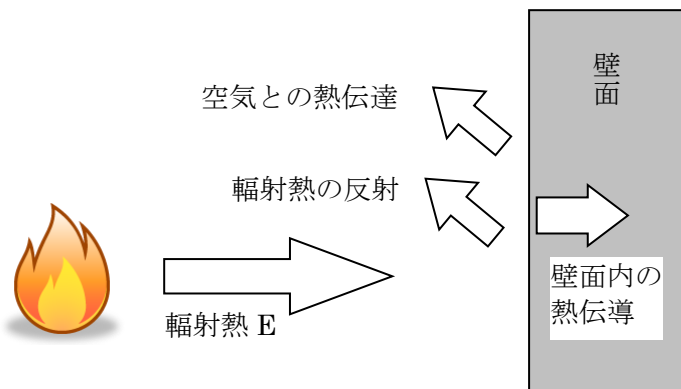 壁面
空気との熱伝達
輻射熱の反射
輻射熱 E
壁面内の
熱伝導